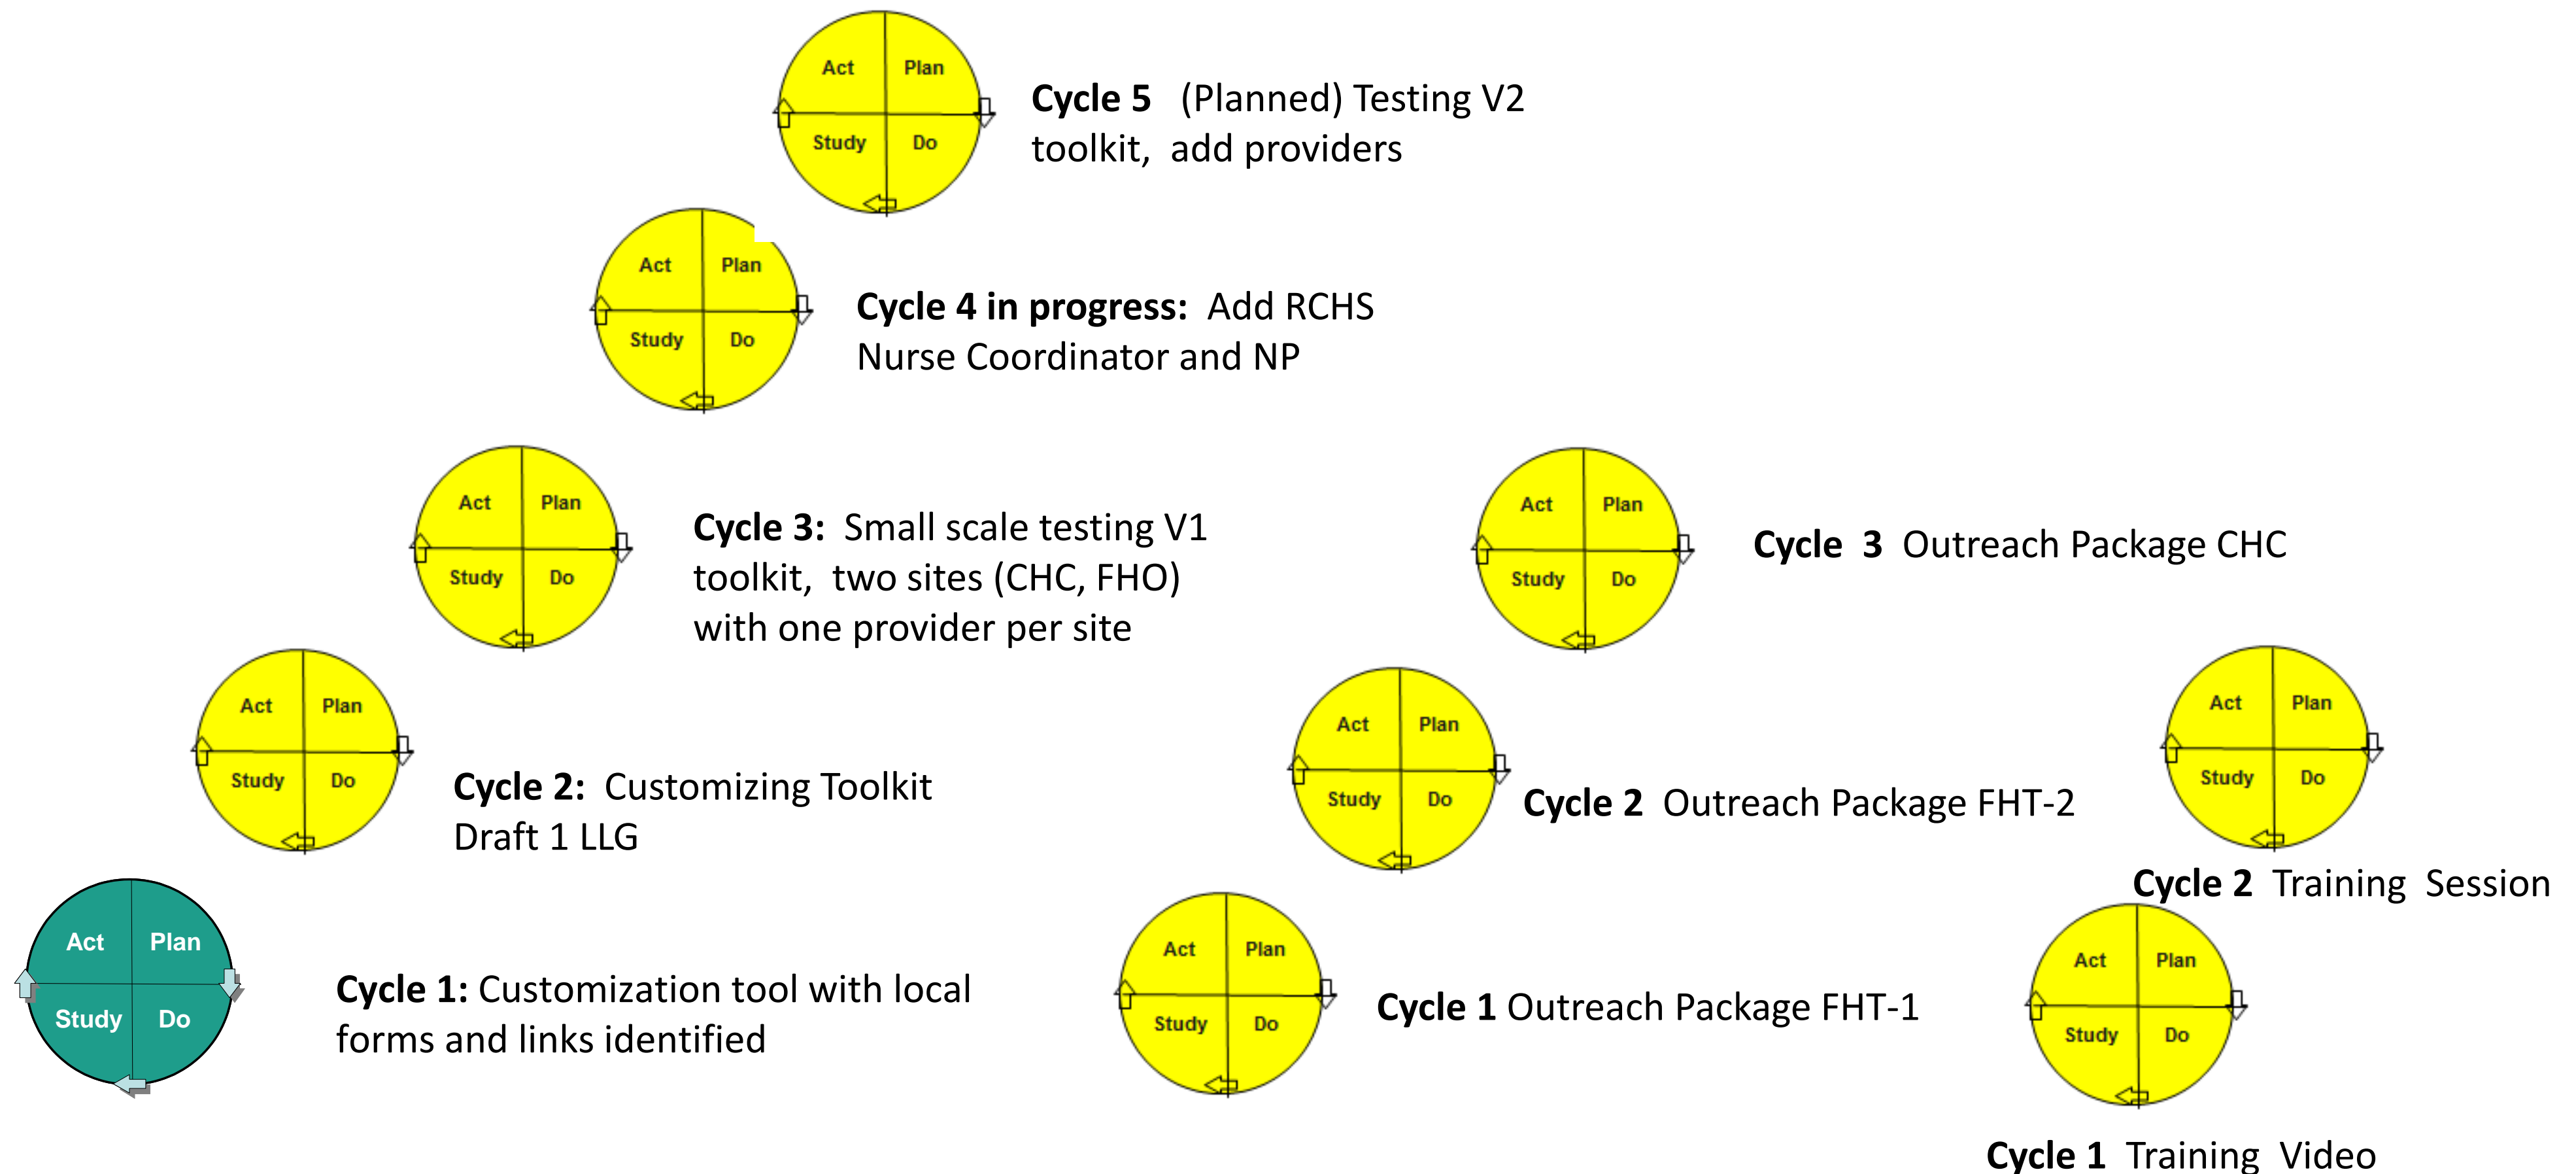 Act Plan
Study Do
Cycle 5 (Planned) Testing V2
toolkit, add providers
Act Plan
Study Do
Cycle 4 in progress: Add RCHS
Nurse Coordinator and NP
Act Plan
Study Do
Cycle 3: Small scale testing V1
toolkit, two sites (CHC, FHO)
with one provider per site
Act Plan
Study Do
Cycle 2: Customizing Toolkit
Draft 1 LLG
Act Plan
Study Do
Cycle 1: Customization tool with local
forms and links identified
Act Plan
Study Do
Cycle 3 Outreach Package CHC
Act Plan
Study Do
Cycle 2 Outreach Package FHT-2
Act Plan
Study Do
Cycle 1 Outreach Package FHT-1
Act Plan
Study Do
Cycle 2 Training Session
Act Plan
Study Do
Cycle 1 Training Video